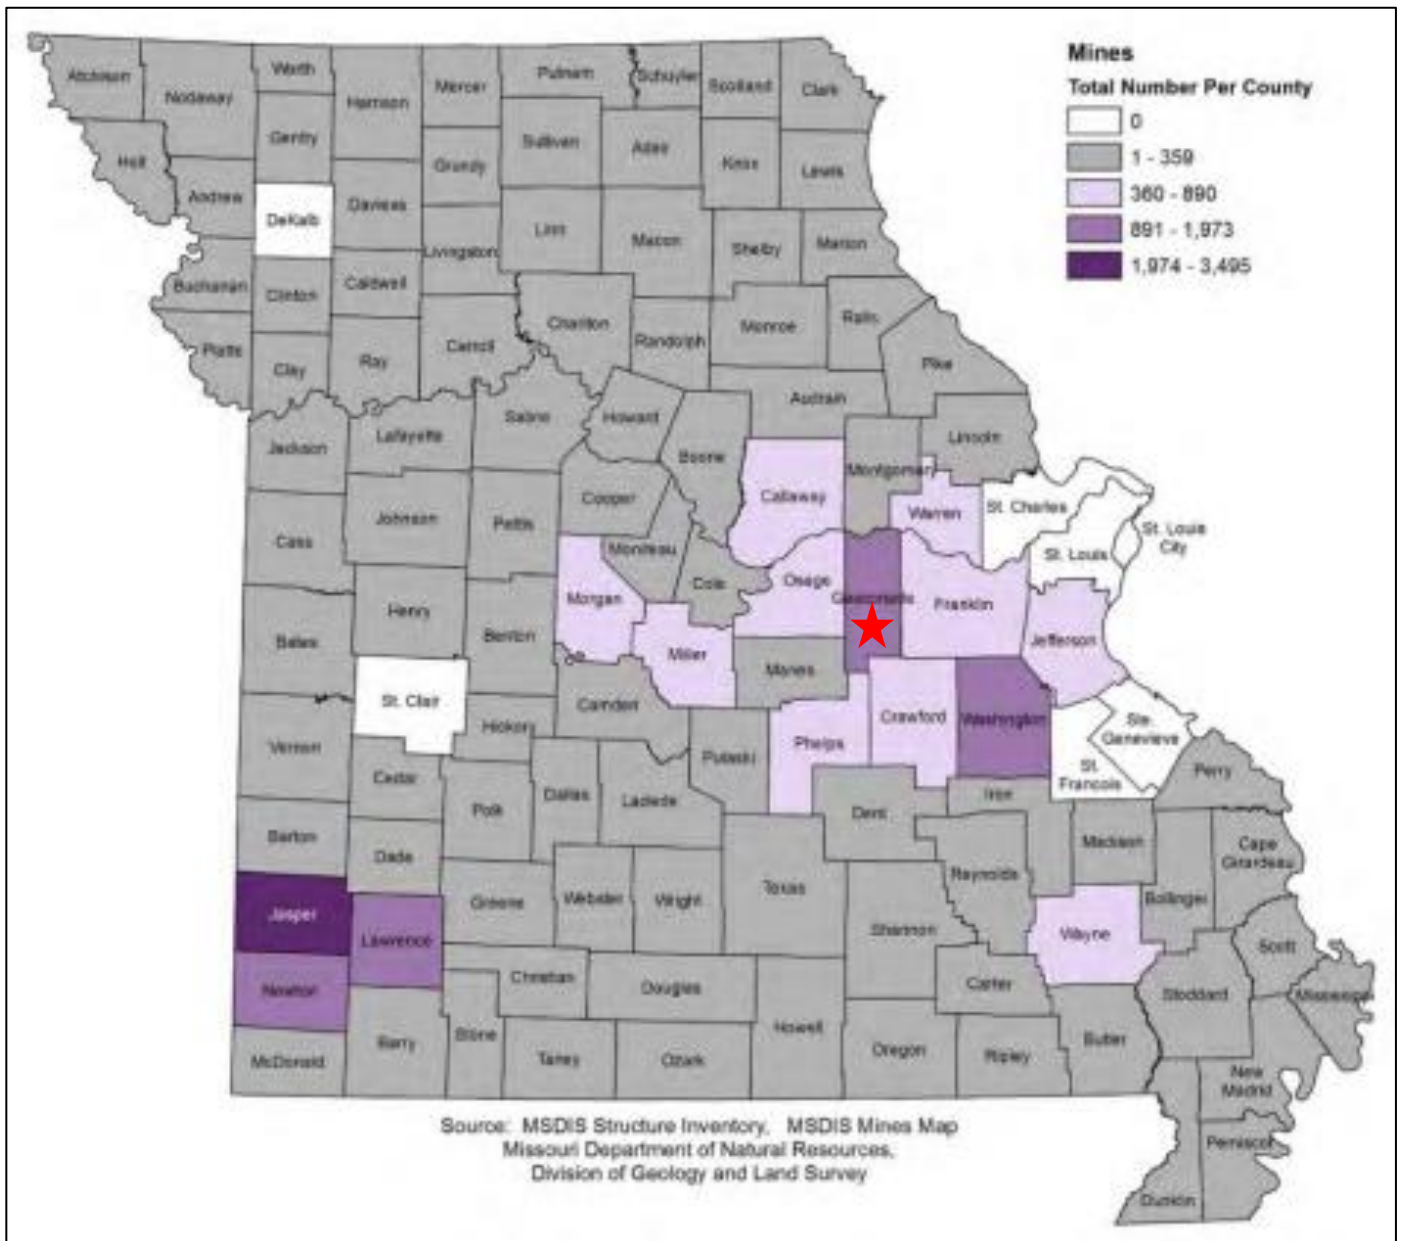 Mines
Total Number Per County
0
1 - 359
360 - 890
891 - 1,973
1,974 - 3,495
Atchison
Nodaway
Worth
Harrison
Mercer
Putnam
Schuyler
Scotland
Clark
Gentry
Sullivan
Adair
Knox
Lewis
Holt
Andrew
DeKalb
Daviess
Grundy
Linn
Macon
Shelby
Marion
Livingston
Buchanan
Clinton
Caldwell
Chariton
Randolph
Monroe
Ralls
Platte
Clay
Ray
Carroll
Pike
Audrain
Jackson
Lafayette
Saline
Howard
Boone
Callaway
Montgomery
Lincoln
Warren
St. Charles
St. Louis
St. Louis
City
Cass
Johnson
Pettis
Cooper
Moniteau
Cole
Osage
Gasconade
Franklin
Jefferson
Bates
Henry
Benton
Morgan
Miller
Maries
St. Clair
Hickory
Camden
Pulaski
Phelps
Crawford
Washington
Ste.
Genevieve
St.
Francois
Perry
Vernon
Cedar
Polk
Dallas
Laclede
Dent
Iron
Madison
Cape
Girardeau
Barton
Dade
Greene
Webster
Wright
Texas
Reynolds
Bollinger
Jasper
Lawrence
Shannon
Wayne
Scott
Newton
Christian
Douglas
Carter
Stoddard
Mississippi
McDonald
Barry
Stone
Taney
Ozark
Howell
Oregon
Ripley
Butler
New
Madrid
Pemiscot
Dunklin
Source: MSDIS Structure Inventory, MSDIS Mines Map
Missouri Department of Natural Resources,
Division of Geology and Land Survey